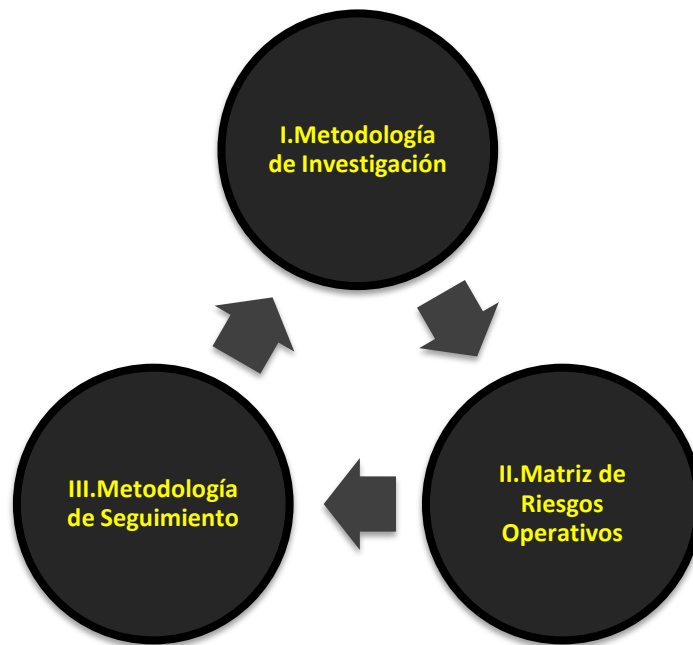 I.Metodología
de Investigación
II.Matriz de
Riesgos
Operativos
III.Metodología
de Seguimiento